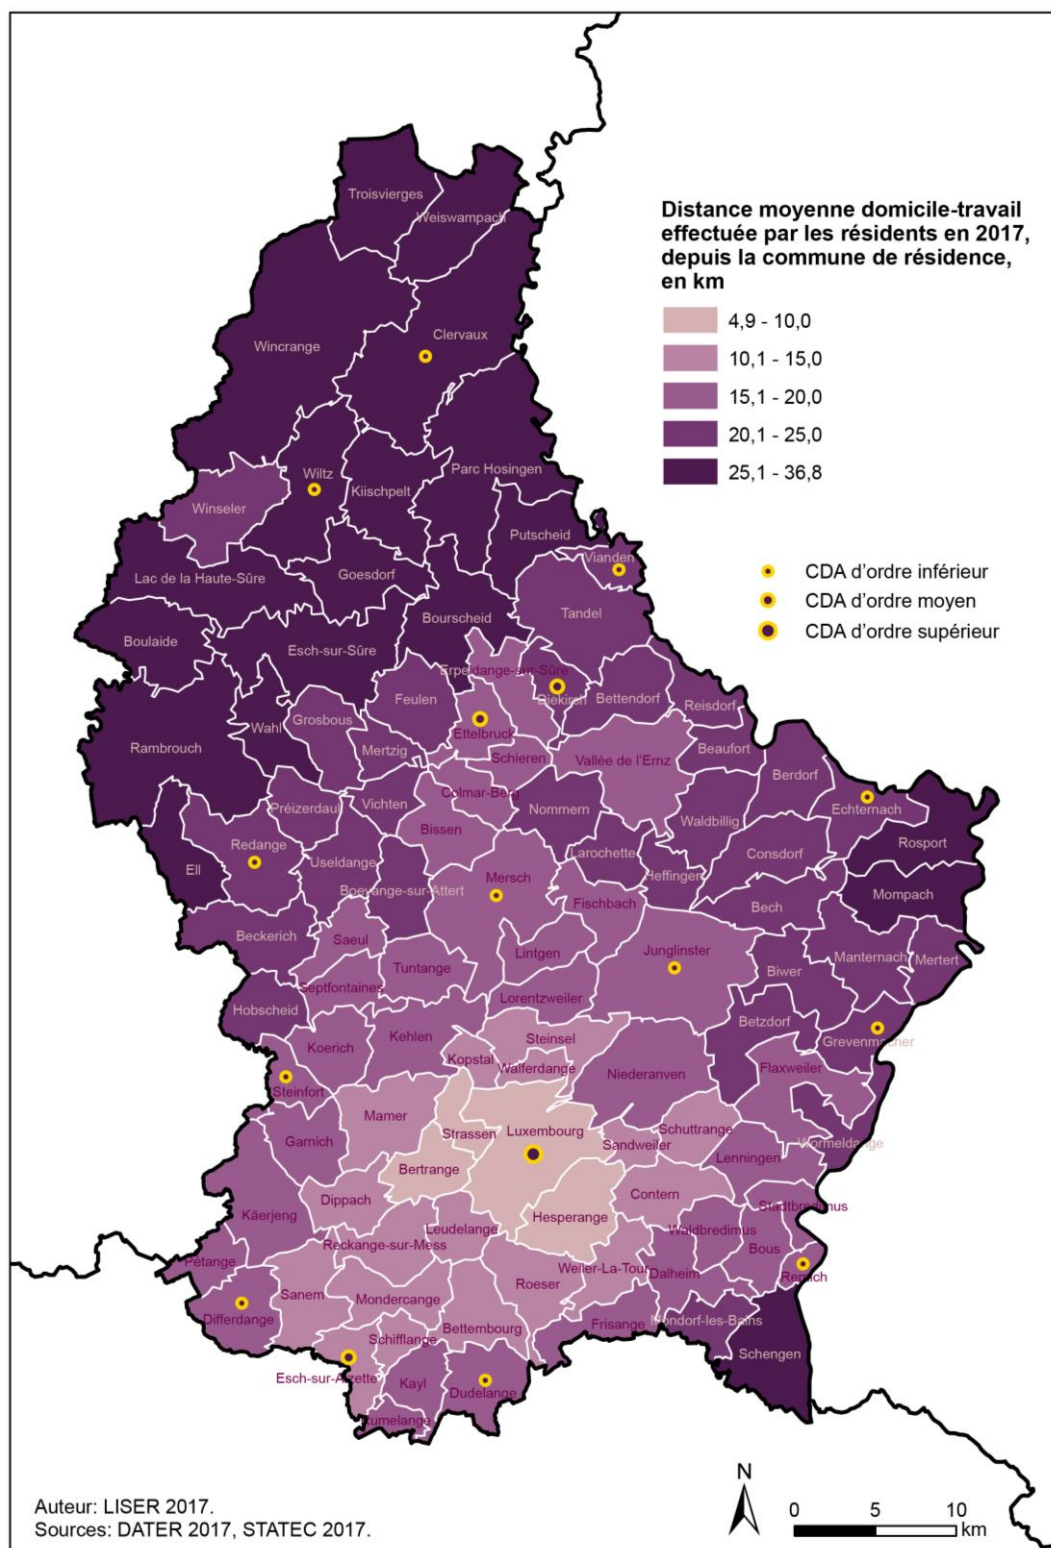 Troisvierges
Weiswampach
Distance moyenne domicile-travail
effectuée par les résidents en 2017,
depuis la commune de résidence,
en km
4,9 - 10,0
10,1 - 15,0
15,1 - 20,0
20,1 - 25,0
25,1 - 36,8
Clervaux
Wincrange
Parc Hosingen
Wiltz
Kiischpelt
Winseler
Putscheid
Vianden
CDA d'ordre inférieur
CDA d'ordre moyen
CDA d'ordre supérieur
Goesdorf
Lac de la Haute-Sûre
Tandel
Bourscheid
Boulaide
Esch-sur-Sûre
Erpeldange-sur-Sûre
Diekirch
Bettendorf
Feulen
Reisdorf
Grosbous
Wahl
Ettelbruck
Rambrouch
Mertzig
Schieren
Vallée de l'Ernz
Beaufort
Berdorf
Colmar-Berg
Préizerdaul
Vichten
Nommern
Waldbillig
Echternach
Bissen
Redange
Useldange
Rosport
Larochette
Consdorf
Ell
Heffingen
Mersch
Boevange-sur-Attert
Mompach
Fischbach
Bech
Beckerich
Saeul
Lintgen
Junglinster
Manternach
Mertert
Tuntange
Biwer
Septfontaines
Lorentzweiler
Hobscheid
Betzdorf
Kehlen
Steinsel
Grevenmacher
Koerich
Kopstal
Walferdange
Niederanven
Flaxweiler
Steinfort
Mamer
Strassen
Luxembourg
Schuttrange
Garnich
Sandweiler
Wormeldange
Bertrange
Lenningen
Dippach
Contern
Stadtbredimus
Käerjeng
Leudelange
Hesperange
Waldbredimus
Reckange-sur-Mess
Bous
Pétange
Weiler-La-Tour
Dalheim
Remich
Sanem
Mondercange
Roeser
Differdange
Frisange
Mondorf-les-Bains
Schifflange
Bettembourg
Schengen
Esch-sur-Alzette
Kayl
Dudelange
Rumelange
N
Auteur: LISER 2017.
Sources: DATER 2017, STATEC 2017.
0 5 10
km